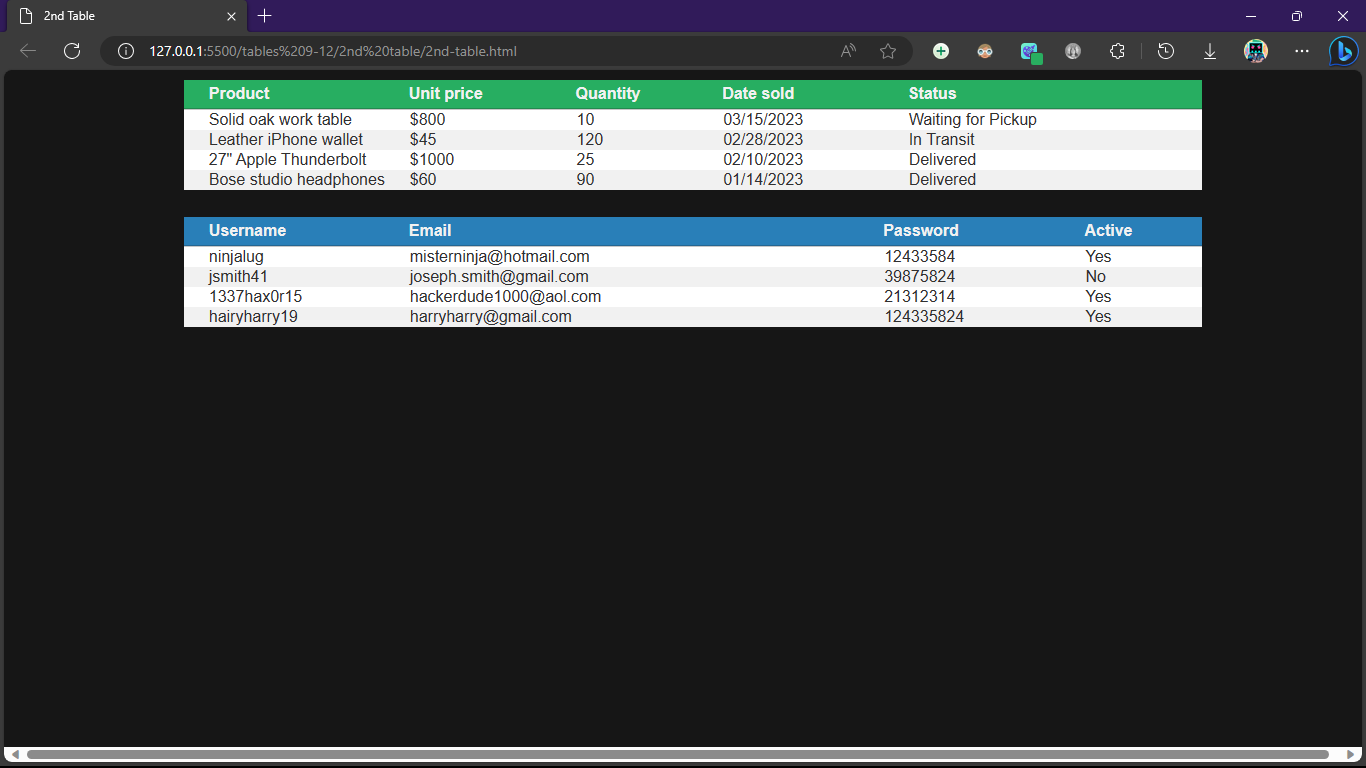 2nd Table
127.0.0.1:5500/tables%209-12/2nd%20table/2nd-table.html
Product Unit price Quantity Date sold Status
Solid oak work table $800 10 03/15/2023 Waiting for Pickup
Leather iPhone wallet $45 120 02/28/2023 In Transit
27" Apple Thunderbolt $1000 25 02/10/2023 Delivered
Bose studio headphones $60 90 01/14/2023 Delivered
Username Email Password Active
ninjalug misterninja@hotmail.com 12433584 Yes
jsmith41 joseph.smith@gmail.com 39875824 No
1337hax0r15 hackerdude1000@aol.com 21312314 Yes
hairyharry19 harryharry@gmail.com 124335824 Yes